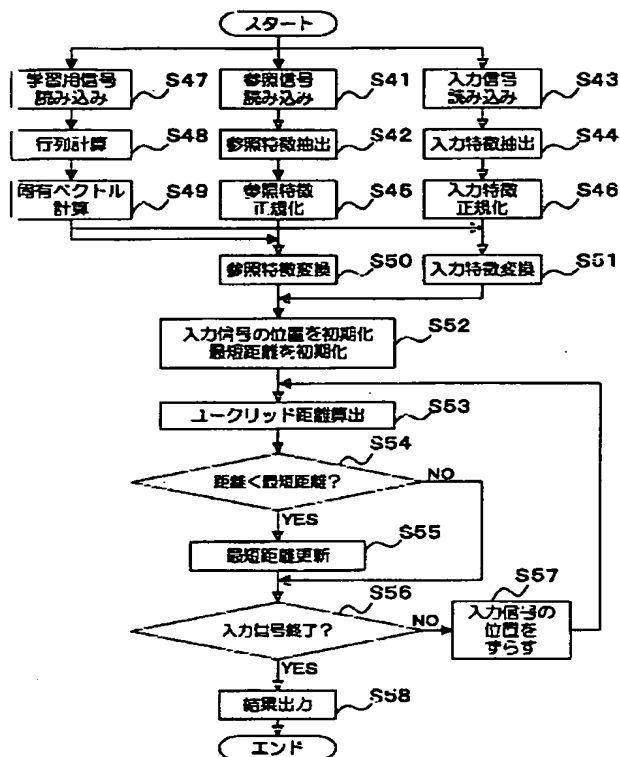 スタート
学習用信号
読み込み
S47
参照信号
読み込み
S41
入力信号
読み込み
S43
行列計算
S48
参照特徴抽出
S42
入力特徴抽出
S44
固有ベクトル
計算
S49
参照特徴
正規化
S45
入力特徴
正規化
S46
参照特徴変換
S50
入力特徴変換
S51
入力信号の位置を初期化
最短距離を初期化
S52
ユークリッド距離算出
S53
S54
距離<最短距離?
NO
YES
最短距離更新
S55
S56
入力信号終了?
NO
S57
入力信号の
位置を
ずらす
YES
結果出力
S58
エンド